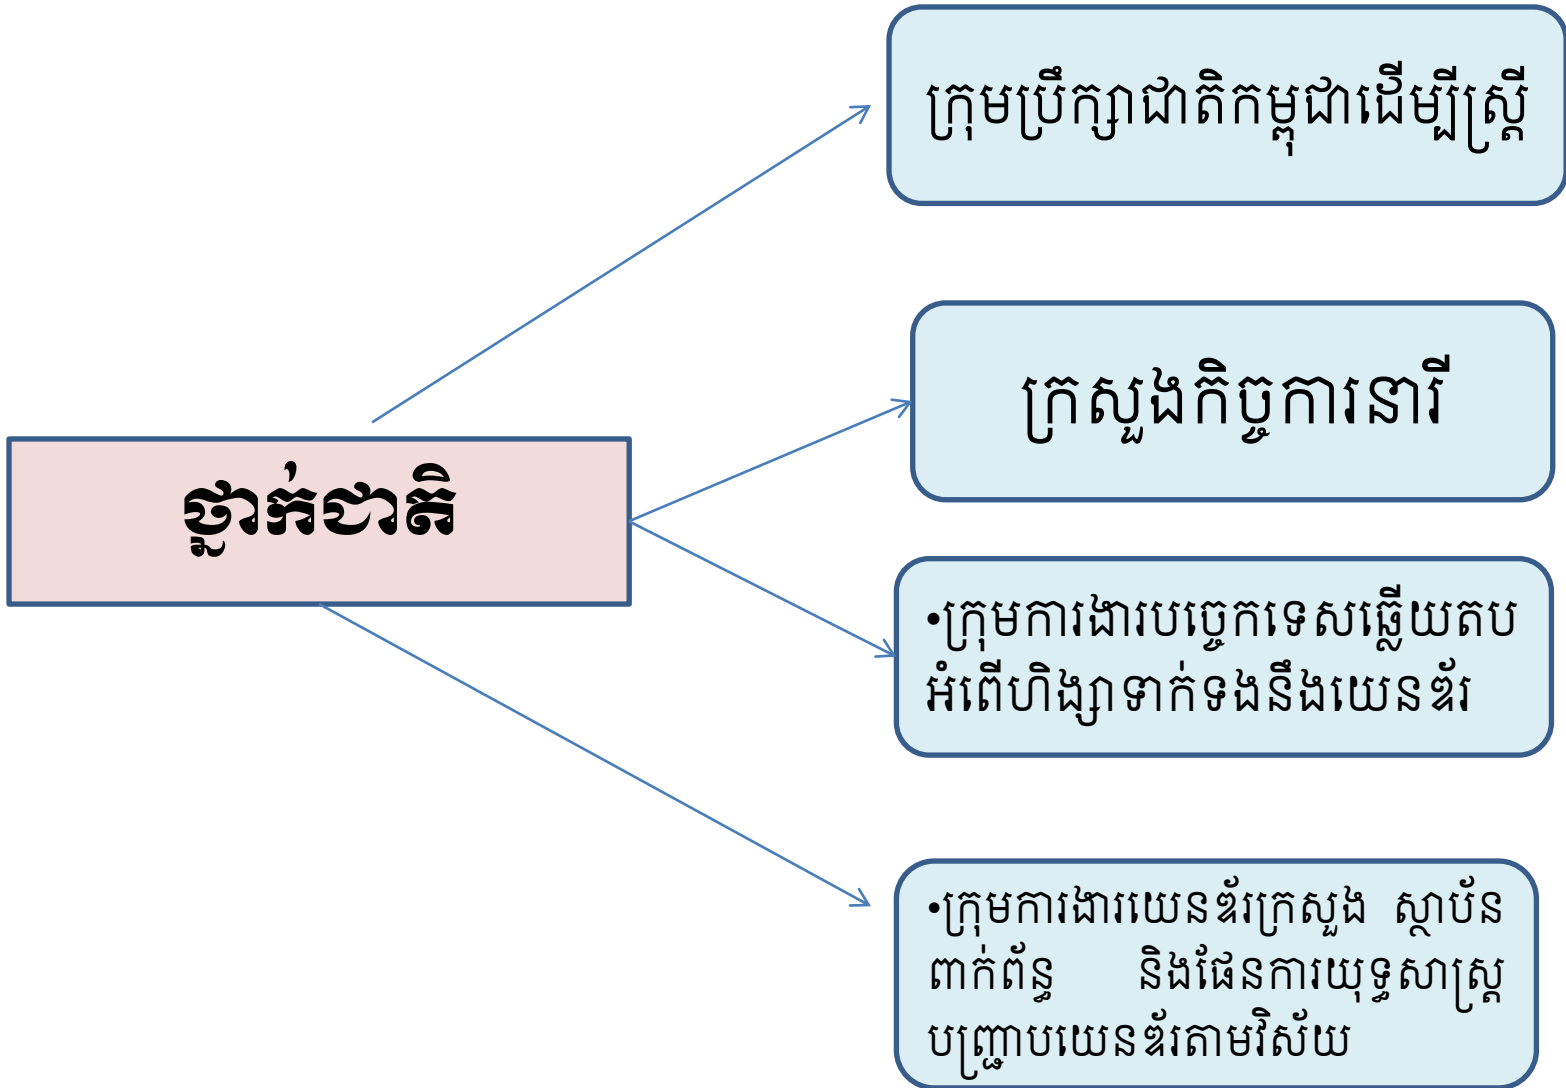 ថ្នាក់ជាតិ
ក្រុមប្រឹក្សាជាតិកម្ពុជាដើម្បីស្ត្រី
ក្រសួងកិច្ចការនារី
•ក្រុមការងារបច្ចេកទេសឆ្លើយតប
អំពើហិង្សាទាក់ទងនឹងយេនឌ័រ
•ក្រុមការងារយេនឌ័រក្រសួង ស្ថាប័ន
ពាក់ព័ន្ធ និងផែនការយុទ្ធសាស្ត្រ
បញ្ជ្រាបយេនឌ័រតាមវិស័យ